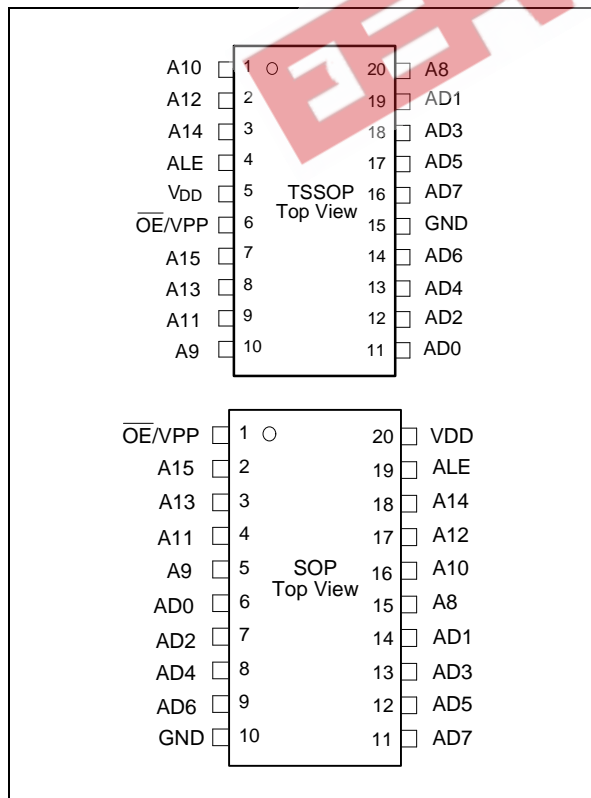 A10 1 20 A8
A12 2 19 AD1
A14 3 18 AD3
ALE 4 17 AD5
VDD 5 TSSOP 16 AD7
Top View
OE/VPP 6 15 GND
A15 7 14 AD6
A13 8 13 AD4
A11 9 12 AD2
A9 10 11 AD0
OE/VPP 1 20 VDD
A15 2 19 ALE
A13 3 18 A14
A11 4 17 A12
A9 5 SOP 16 A10
Top View
AD0 6 15 A8
AD2 7 14 AD1
AD4 8 13 AD3
AD6 9 12 AD5
GND 10 11 AD7